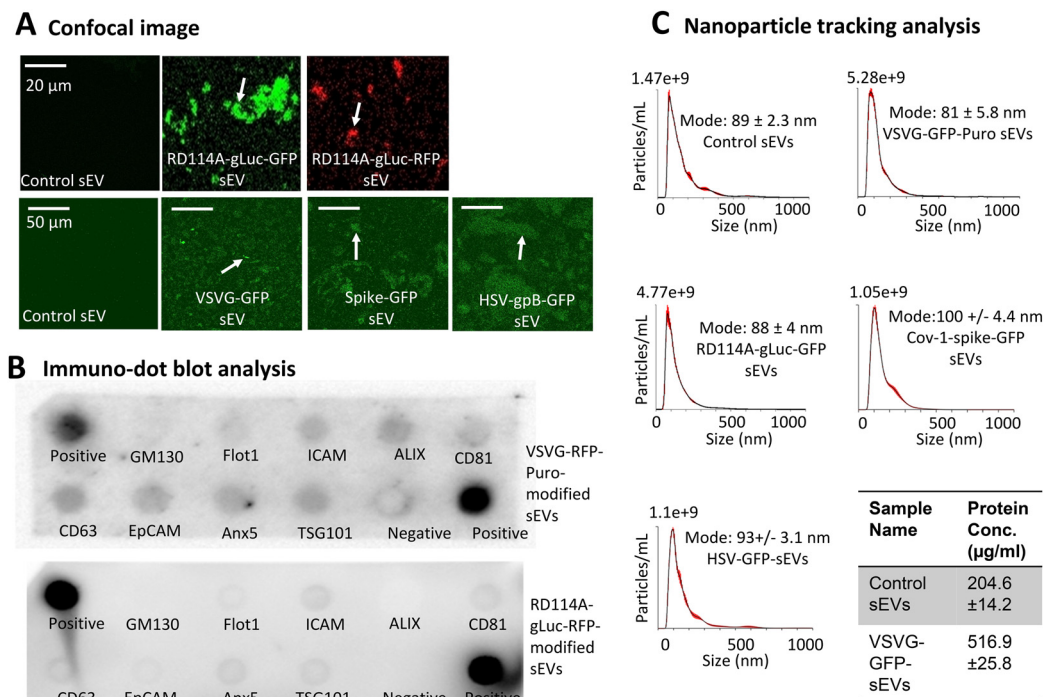 A Confocal image
20 μm
Control sEV
RD114A-gLuc-GFP
sEV
RD114A-gLuc-RFP
sEV
50 μm
Control sEV
VSVG-GFP
sEV
Spike-GFP
sEV
HSV-gpB-GFP
sEV
B Immuno-dot blot analysis
Positive GM130 Flot1 ICAM ALIX CD81
CD63 EpCAM Anx5 TSG101 Negative Positive
VSVG-RFP-
Puro-
modified
sEVs
Positive GM130 Flot1 ICAM ALIX CD81
CD63 EpCAM Anx5 TSG101 Negative Positive
RD114A-
gLuc-RFP-
modified
sEVs
C Nanoparticle tracking analysis
1.47e+9
Particles/mL
Mode: 89 ± 2.3 nm
Control sEVs
0 500 1000
Size (nm)
5.28e+9
Mode: 81 ± 5.8 nm
VSVG-GFP-Puro sEVs
0 500 1000
Size (nm)
4.77e+9
Particles/mL
Mode: 88 ± 4 nm
RD114A-gLuc-GFP
sEVs
0 500 1000
Size (nm)
1.05e+9
Mode:100 +/- 4.4 nm
Cov-1-spike-GFP
sEVs
0 500 1000
Size (nm)
1.1e+9
Particles/mL
Mode: 93+/- 3.1 nm
HSV-GFP-sEVs
0 500 1000
Size (nm)
Sample Protein
Name Conc.
(μg/ml)
Control 204.6
sEVs ±14.2
VSVG- 516.9
GFP- ±25.8
sEVs